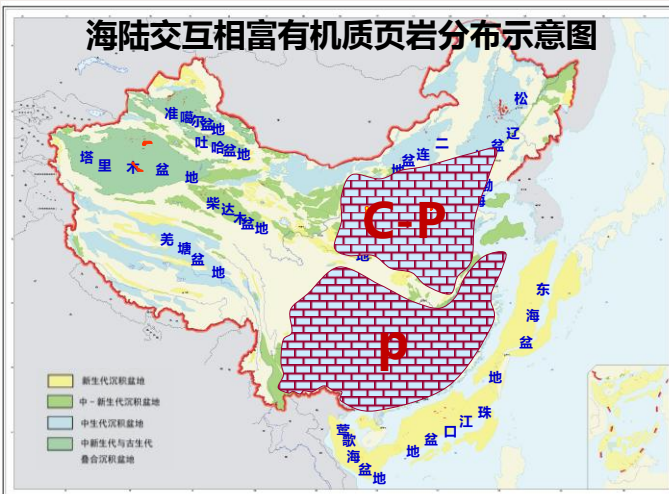 海陆交互相富有机质页岩分布示意图
准噶尔盆地
吐哈盆地
塔里木盆地
柴达木盆地
羌塘盆地
二连盆地
松辽盆
渤海
地
C-P
P
东海盆地
珠江口盆地
莺歌海盆地
新生代沉积盆地
中-新生代沉积盆地
中生代沉积盆地
中新生代与古生代
叠合沉积盆地